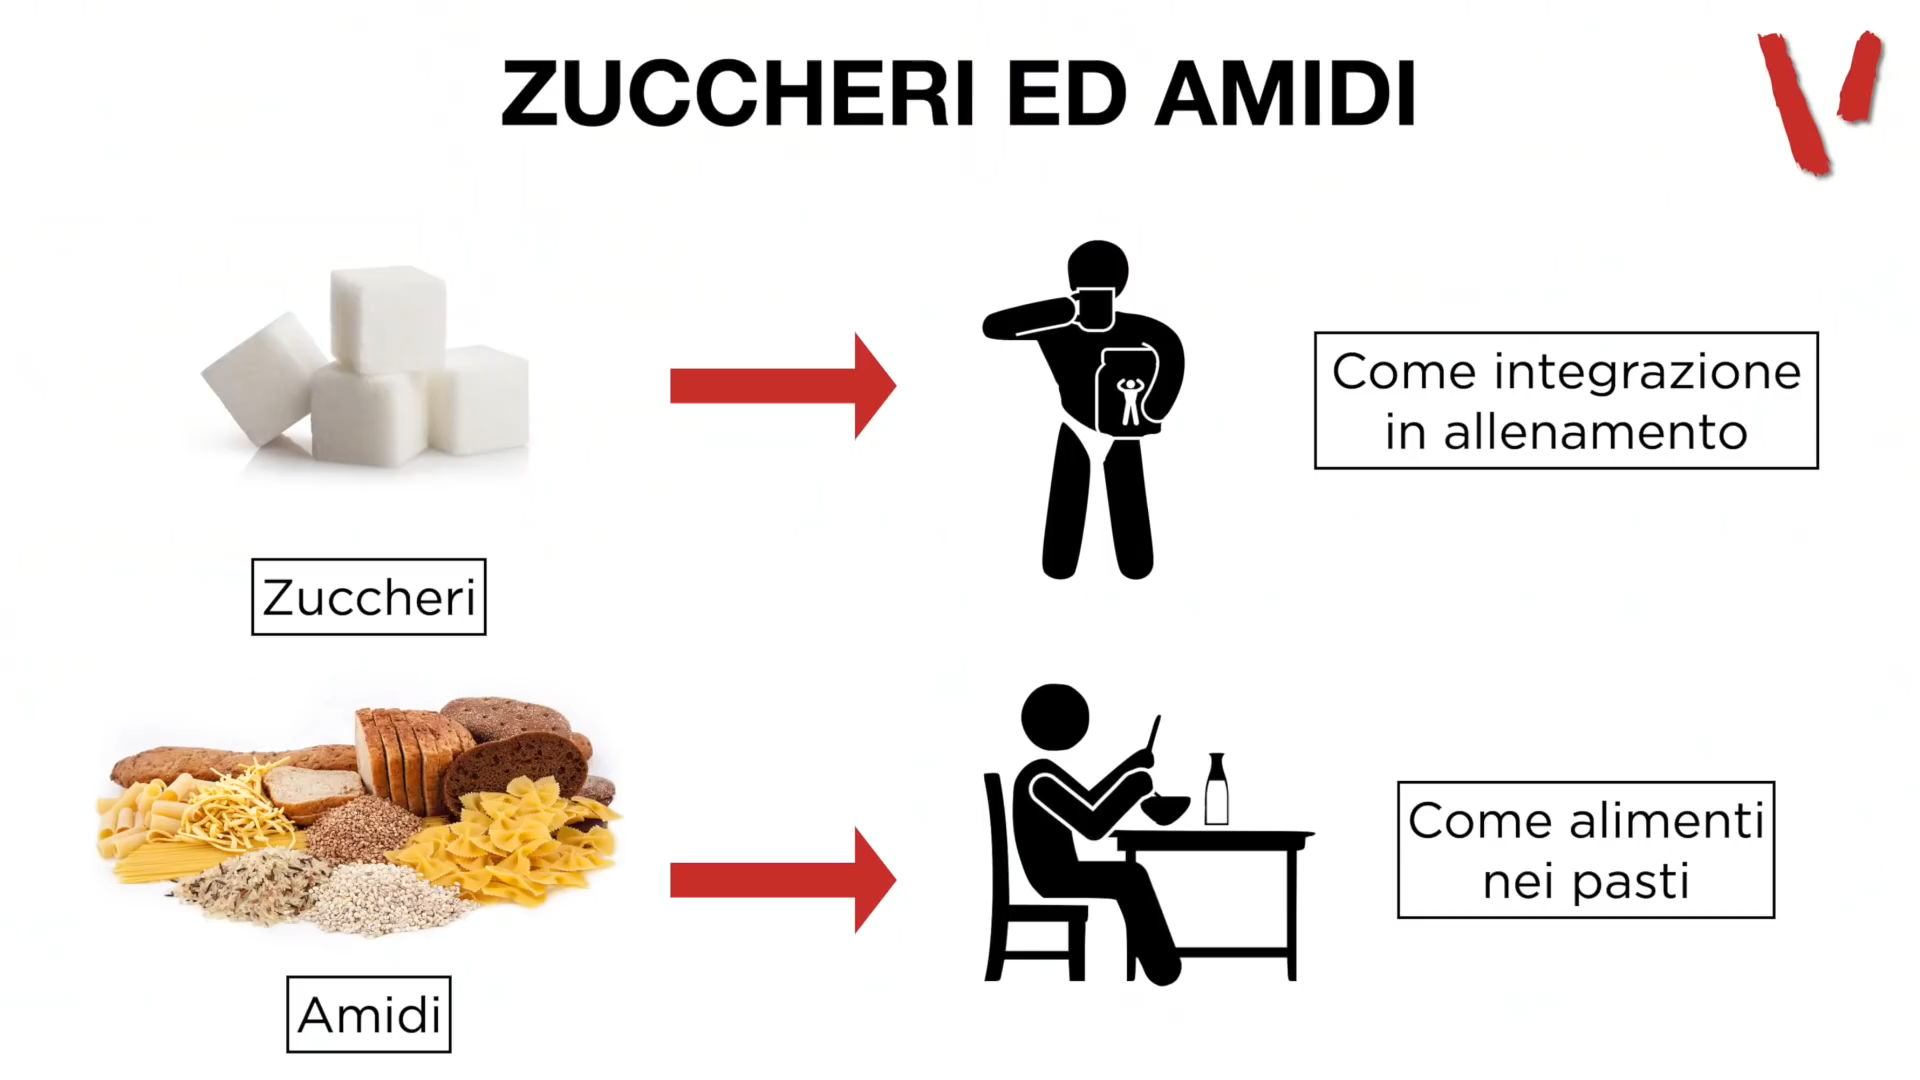 ZUCCHERI ED AMIDI
Come integrazione
in allenamento
Zuccheri
Come alimenti
nei pasti
Amidi